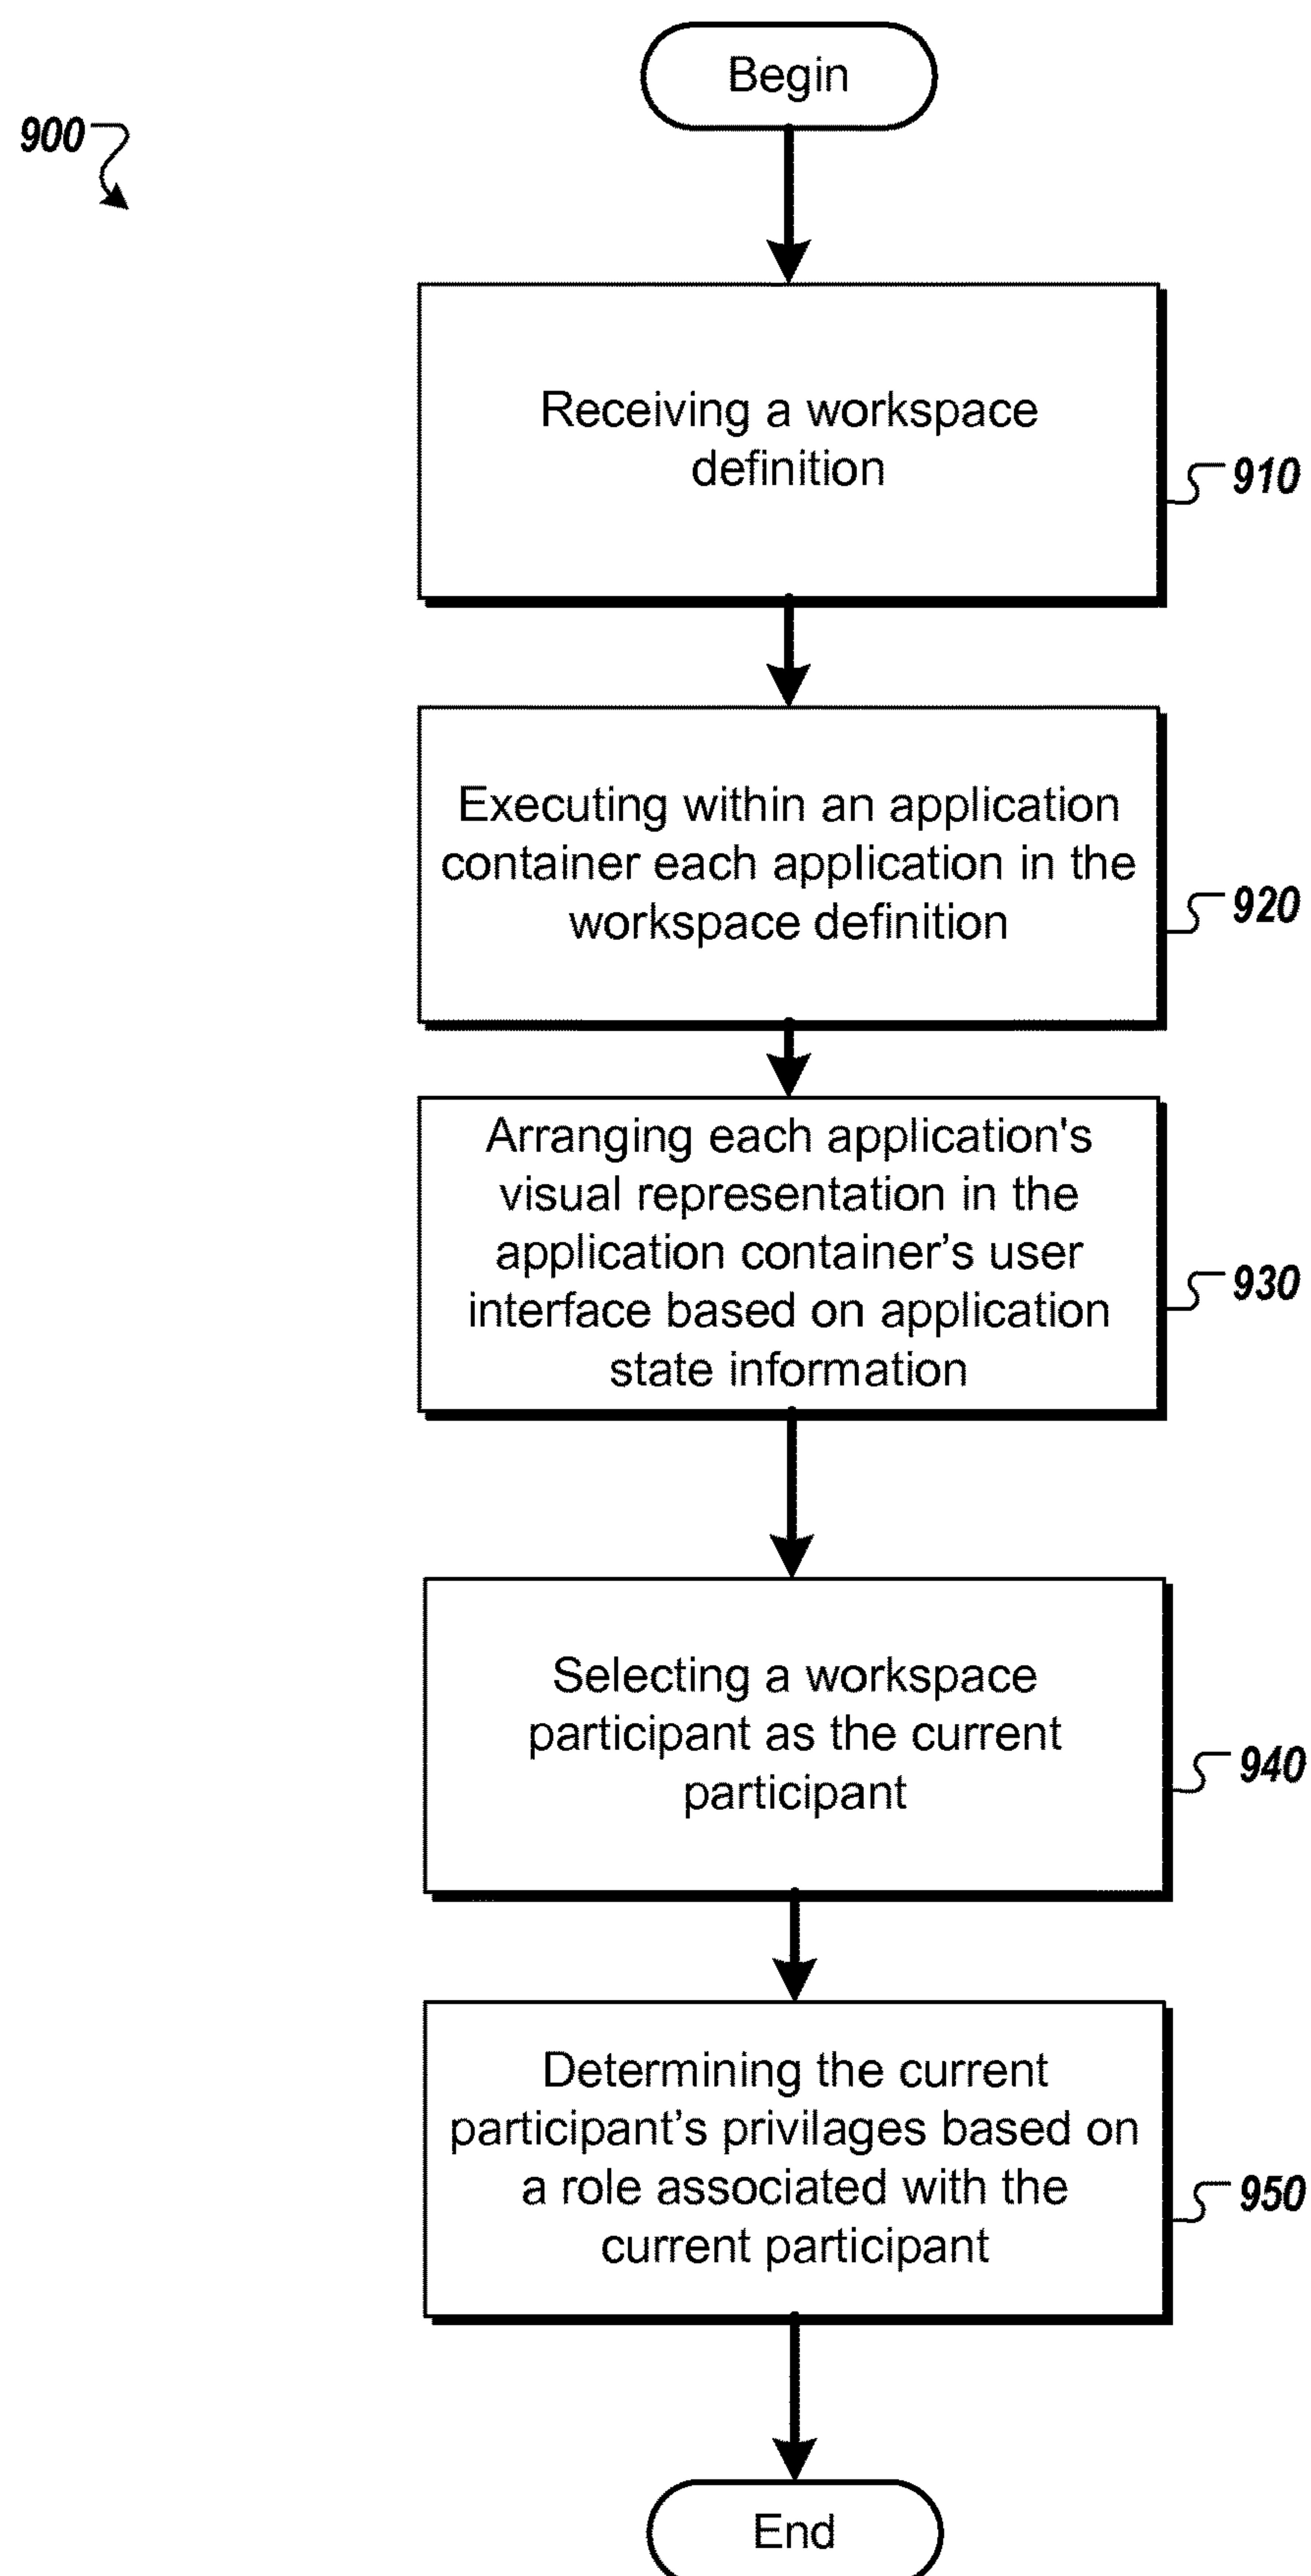 Begin
900
Receiving a workspace
definition
910
Executing within an application
container each application in the
workspace definition
920
Arranging each application's
visual representation in the
application container’s user
interface based on application
state information
930
Selecting a workspace
participant as the current
participant
940
Determining the current
participant’s privilages based on
a role associated with the
current participant
950
End